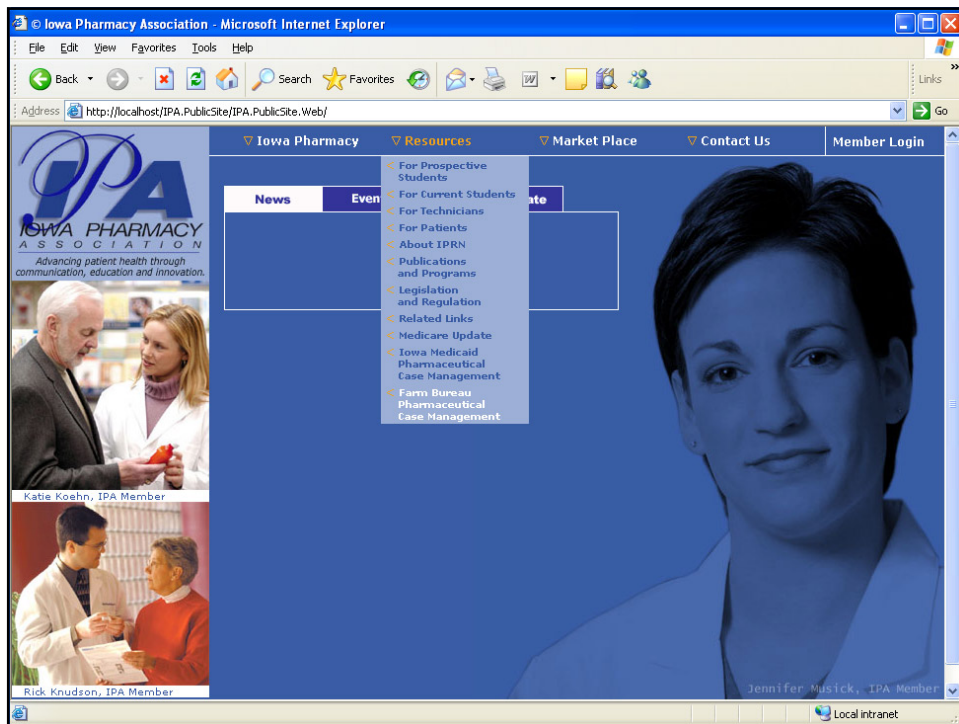 © Iowa Pharmacy Association - Microsoft Internet Explorer
File Edit View Favorites Tools Help
Back Search Favorites Links
Address http://localhost/IPA.PublicSite/IPA.PublicSite.Web/ Go
Iowa Pharmacy Resources Market Place Contact Us Member Login
IPA
IOWA PHARMACY
ASSOCIATION
Advancing patient health through
communication, education and innovation.
News
For Prospective
Students
For Current Students
For Technicians
For Patients
About IPRN
Publications
and Programs
Legislation
and Regulation
Related Links
Medicare Update
Iowa Medicaid
Pharmaceutical
Case Management
Farm Bureau
Pharmaceutical
Case Management
Katie Koehn, IPA Member
Rick Knudson, IPA Member
Jennifer Musick, IPA Member
Local intranet